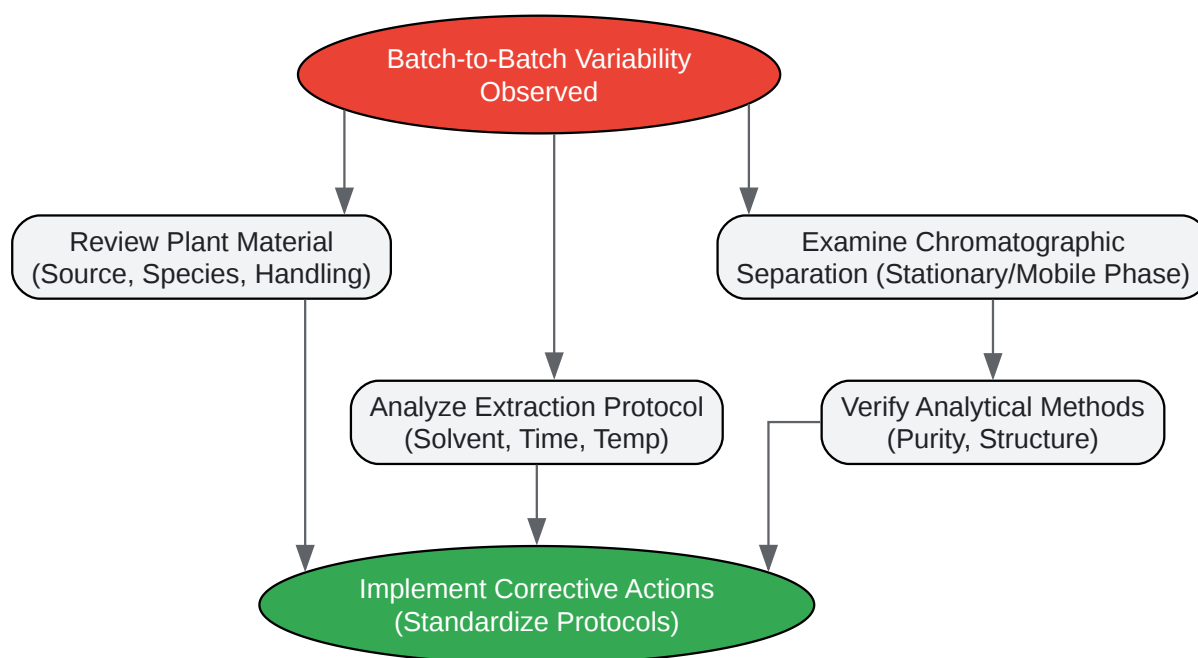 Batch-to-Batch Variability
Observed
Review Plant Material
(Source, Species, Handling)
Examine Chromatographic
Separation (Stationary/Mobile Phase)
Analyze Extraction Protocol
(Solvent, Time, Temp)
Verify Analytical Methods
(Purity, Structure)
Implement Corrective Actions
(Standardize Protocols)